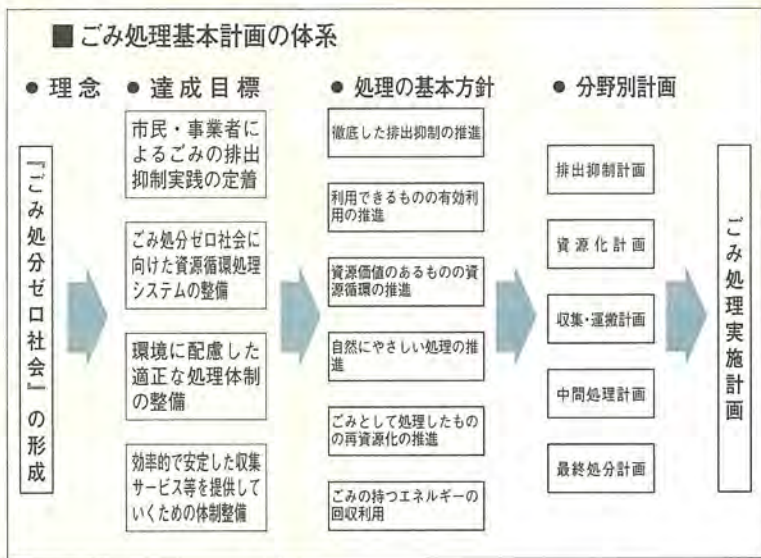 ■ ごみ処理基本計画の体系
● 理念
『ごみ処分ゼロ社会』の形成
● 達成目標
市民・事業者に
よるごみの排出
抑制実践の定着
ごみ処分ゼロ社会に
向けた資源循環処理
システムの整備
環境に配慮した
適正な処理体制
の整備
効率的で安定した収集
サービス等を提供して
いくための体制整備
● 処理の基本方針
徹底した排出抑制の推進
利用できるものの有効利
用の推進
資源価値のあるものの資
源循環の推進
自然にやさしい処理の推
進
ごみとして処理したもの
の再資源化の推進
ごみの持つエネルギーの
回収利用
● 分野別計画
排出抑制計画
資源化計画
収集・運搬計画
中間処理計画
最終処分計画
ごみ処理実施計画